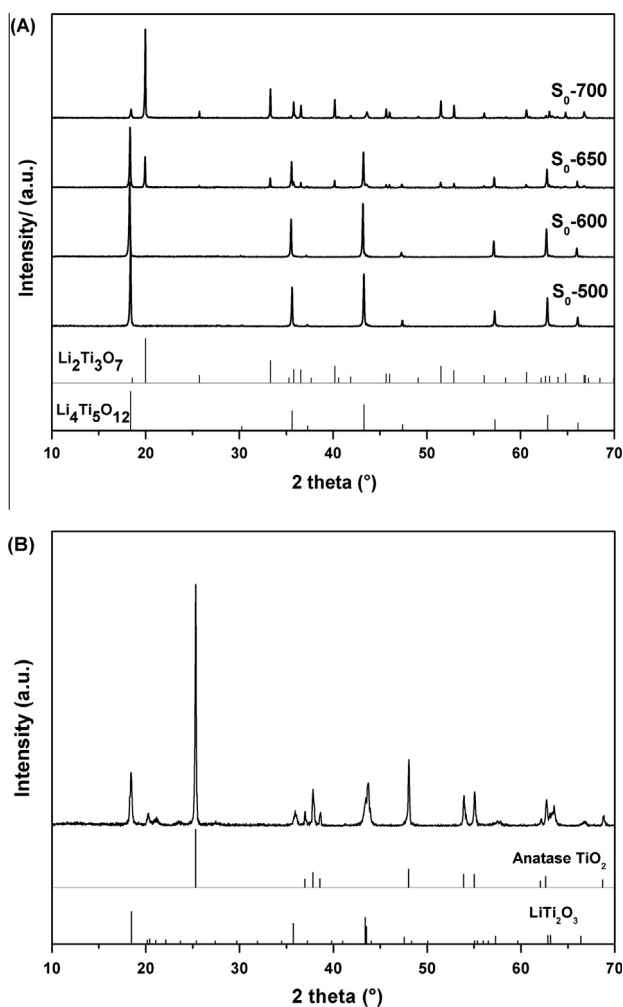 (A)
S₀-700
S₀-650
S₀-600
S₀-500
Li₂Ti₃O₇
Li₄Ti₅O₁₂
Intensity/ (a.u.)
10 20 30 40 50 60 70
2 theta (°)
(B)
Intensity (a.u.)
Anatase TiO₂
LiTi₂O₃
10 20 30 40 50 60 70
2 theta (°)